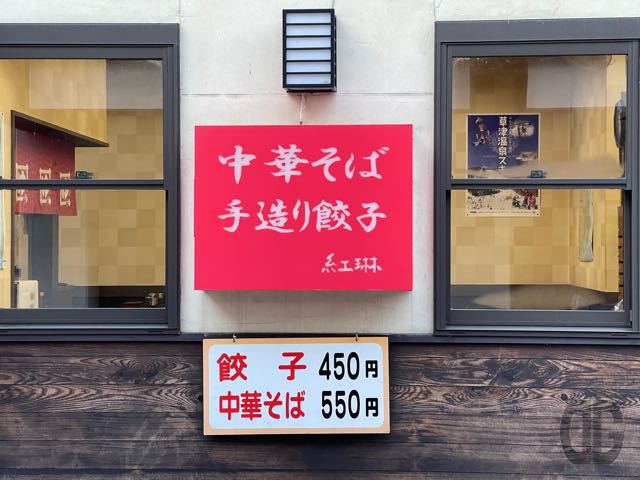 中華そば
手造り餃子
紅琳
餃子 450円
中華そば 550円
草津温泉スキ